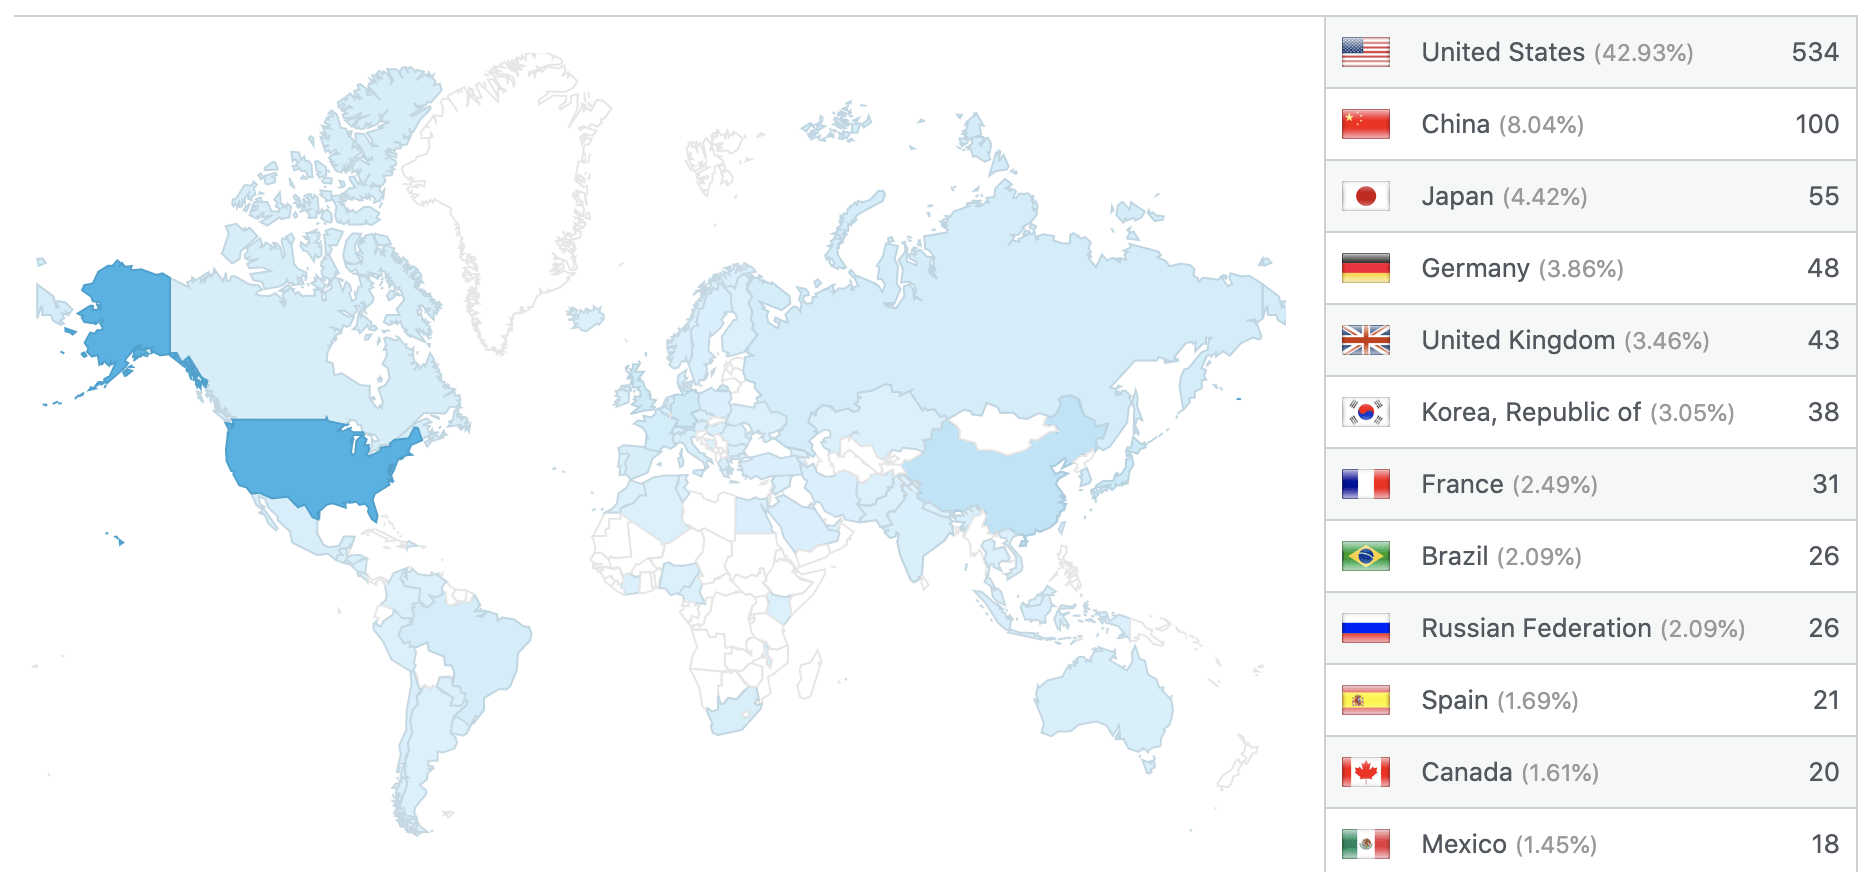 United States (42.93%) 534
China (8.04%) 100
Japan (4.42%) 55
Germany (3.86%) 48
United Kingdom (3.46%) 43
Korea, Republic of (3.05%) 38
France (2.49%) 31
Brazil (2.09%) 26
Russian Federation (2.09%) 26
Spain (1.69%) 21
Canada (1.61%) 20
Mexico (1.45%) 18